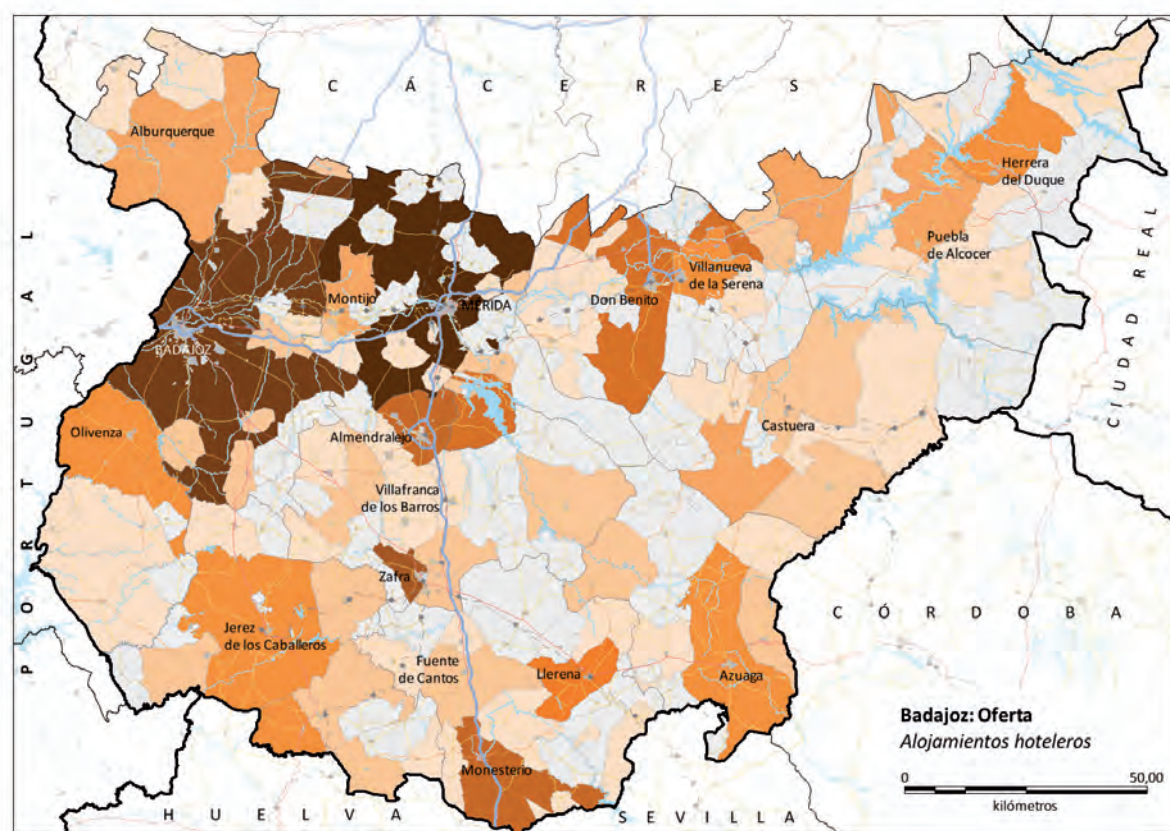 C Á C E R E S
Alburquerque
Herrera
del Duque
Puebla
de Alcocer
Villanueva
de la Serena
Don Benito
Montijo
MÉRIDA
BADAJOZ
CIUDAD REAL
P O R T U G A L
Olivenza
Almendralejo
Castuera
Villafranca
de los Barros
Zafra
C Ó R D O B A
Jerez
de los Caballeros
Fuente
de Cantos
Llerena
Azuaga
Monesterio
H U E L V A
S E V I L L A
Badajoz: Oferta
Alojamientos hoteleros
0 50,00
kilómetros